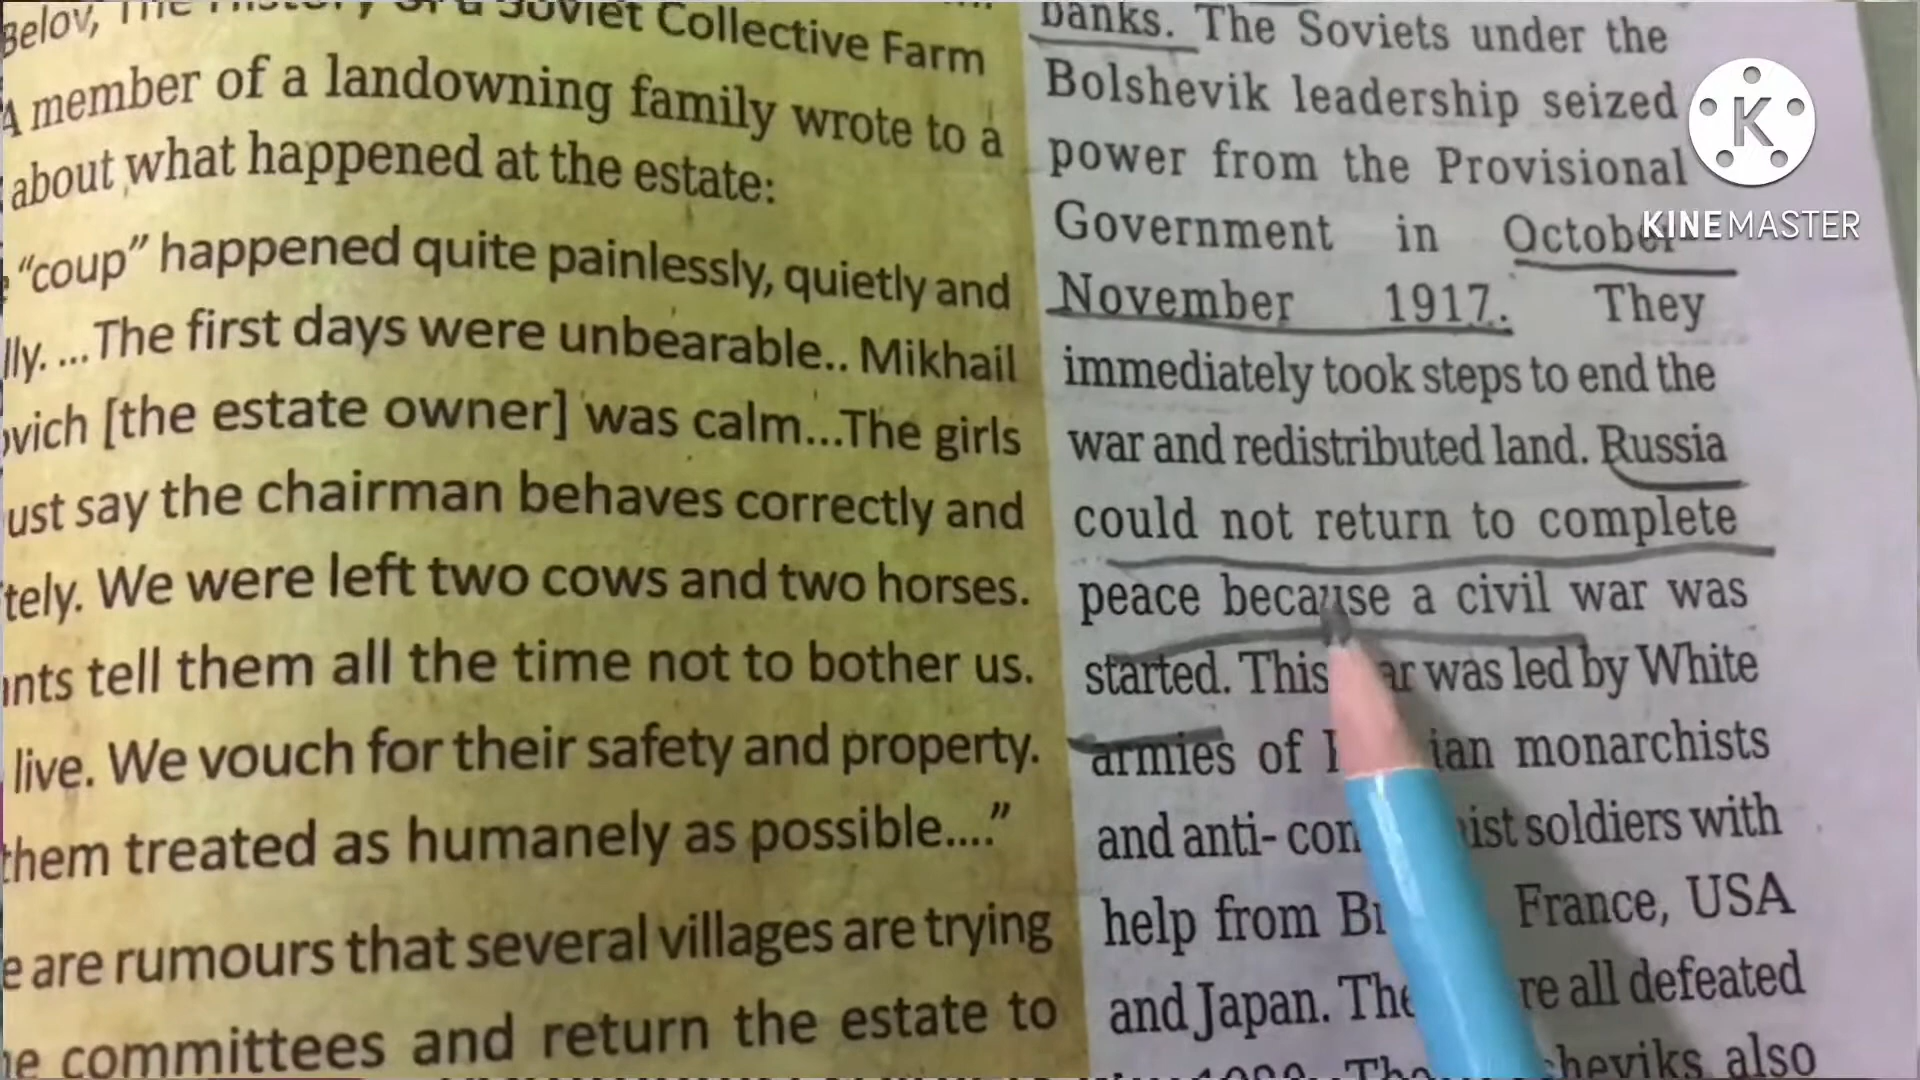 Belov, The History of a Soviet Collective Farm
A member of a landowning family wrote to a
about what happened at the estate:
"coup" happened quite painlessly, quietly and
lly. ...The first days were unbearable.. Mikhail
ovich [the estate owner] was calm...The girls
ust say the chairman behaves correctly and
tely. We were left two cows and two horses.
nts tell them all the time not to bother us.
live. We vouch for their safety and property.
them treated as humanely as possible...."
e are rumours that several villages are trying
e committees and return the estate to
banks. The Soviets under the
Bolshevik leadership seized
power from the Provisional
Government in October
November 1917. They
immediately took steps to end the
war and redistributed land. Russia
could not return to complete
peace because a civil war was
started. This was led by White
armies of monarchists
and anti- soldiers with
help from France, USA
and Japan. all defeated
also
K
KINEMASTER